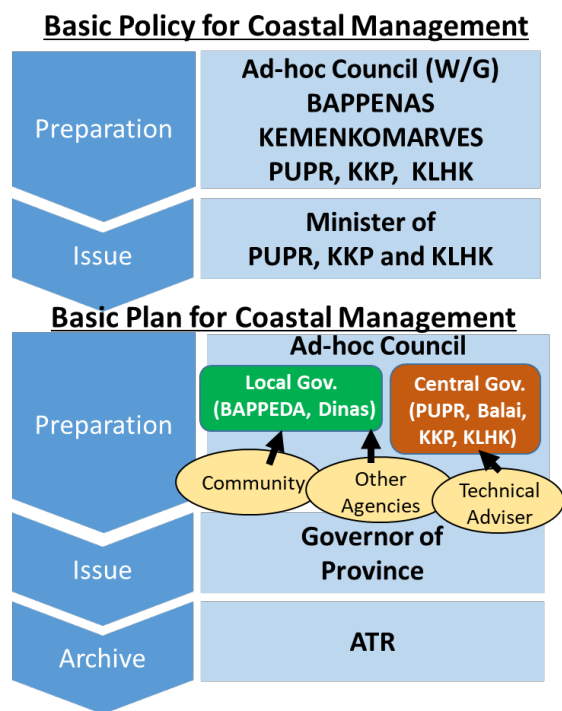 Basic Policy for Coastal Management
Preparation
Ad-hoc Council (W/G)
BAPPENAS
KEMENKOMARVES
PUPR, KKP, KLHK
Issue
Minister of
PUPR, KKP and KLHK
Basic Plan for Coastal Management
Preparation
Ad-hoc Council
Local Gov.
(BAPPEDA, Dinas)
Central Gov.
(PUPR, Balai,
KKP, KLHK)
Community
Other
Agencies
Technical
Adviser
Issue
Governor of
Province
Archive
ATR